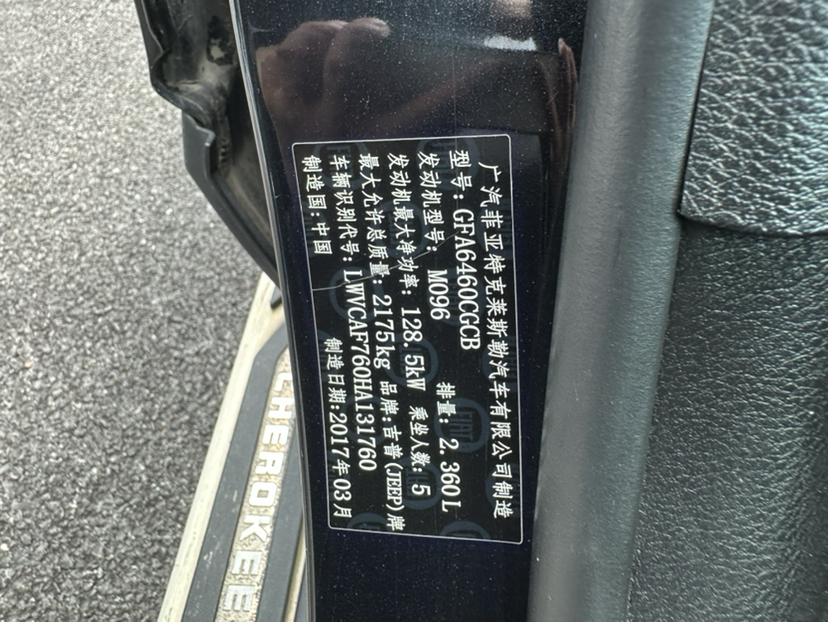 广汽菲亚特克莱斯勒汽车有限公司制造
型号: GFA6460CGCB
发动机型号: M096 排量: 2.360L
发动机最大净功率: 128.5kW 乘坐人数: 5
最大允许总质量: 2175kg 品牌: 吉普(JEEP)牌
车辆识别代号: LWVCAF760HA131760
制造国: 中国 制造日期: 2017年03月
CHEROKEE